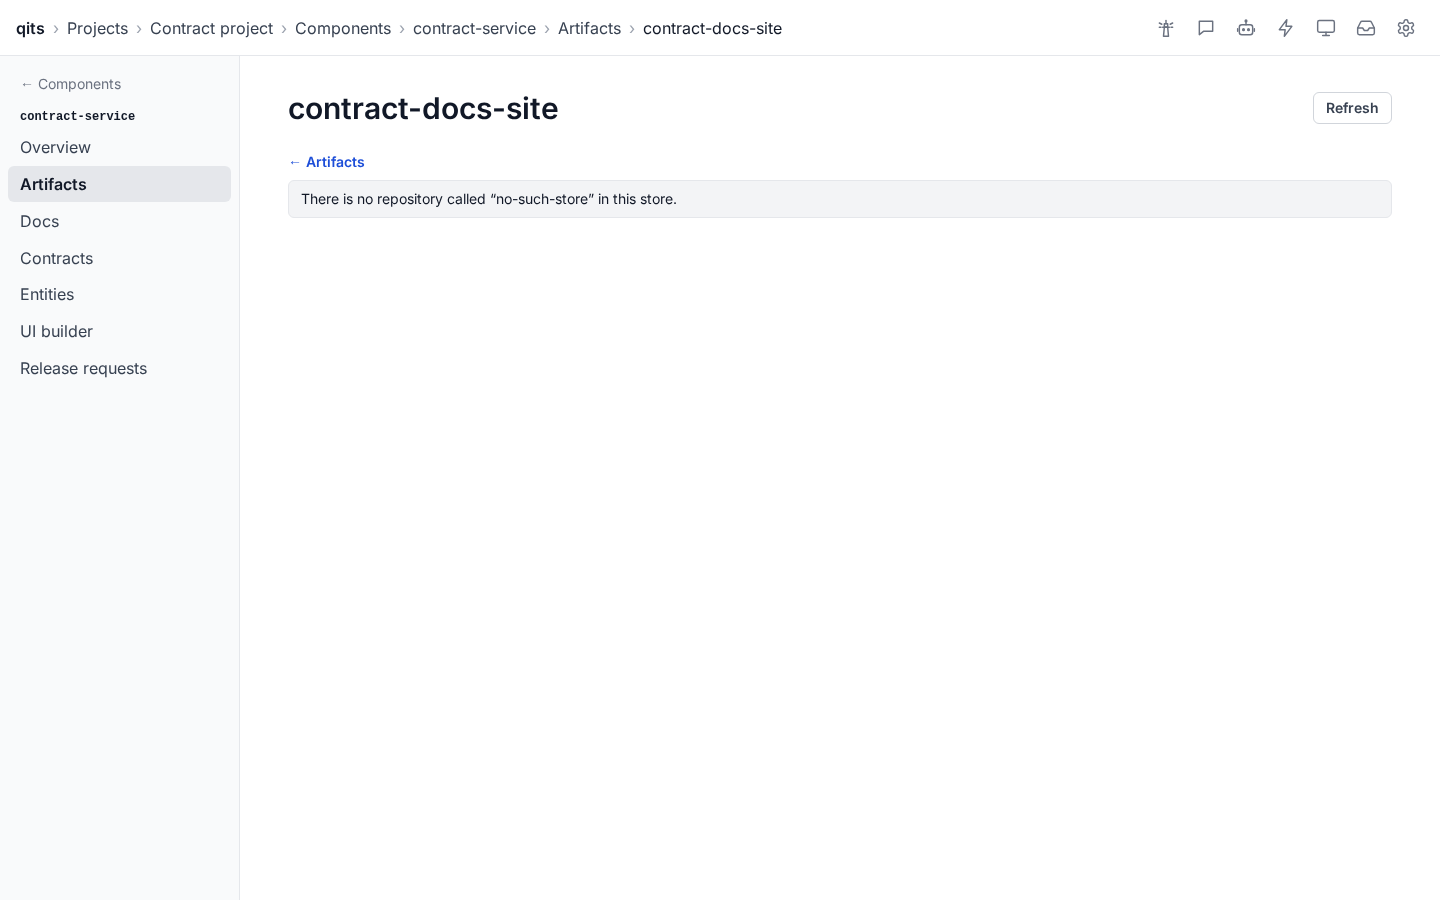 qits › Projects › Contract project › Components › contract-service › Artifacts › contract-docs-site
← Components
contract-service
Overview
Artifacts
Docs
Contracts
Entities
UI builder
Release requests
contract-docs-site
Refresh
← Artifacts
There is no repository called “no-such-store” in this store.